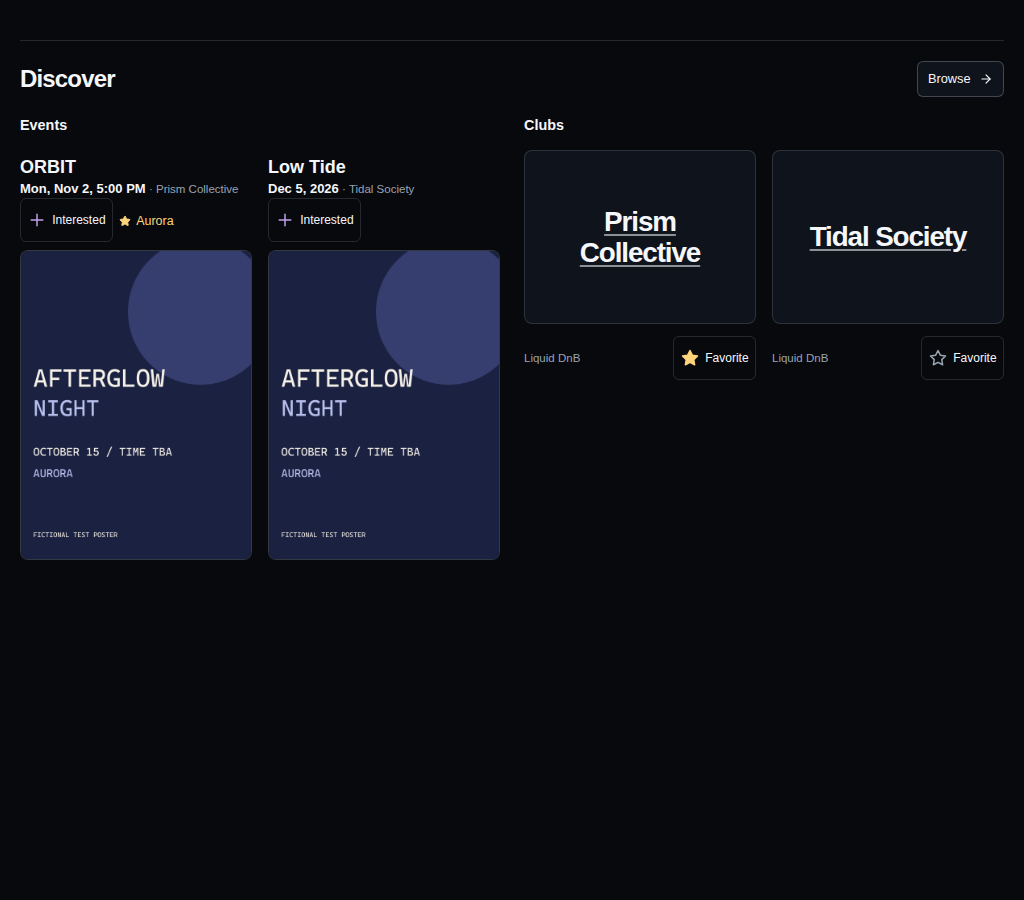 Discover
Browse
Events
Clubs
ORBIT
Mon, Nov 2, 5:00 PM · Prism Collective
Interested
Aurora
Low Tide
Dec 5, 2026 · Tidal Society
Interested
AFTERGLOW
NIGHT
OCTOBER 15 / TIME TBA
AURORA
FICTIONAL TEST POSTER
AFTERGLOW
NIGHT
OCTOBER 15 / TIME TBA
AURORA
FICTIONAL TEST POSTER
Prism
Collective
Liquid DnB
Favorite
Tidal Society
Liquid DnB
Favorite